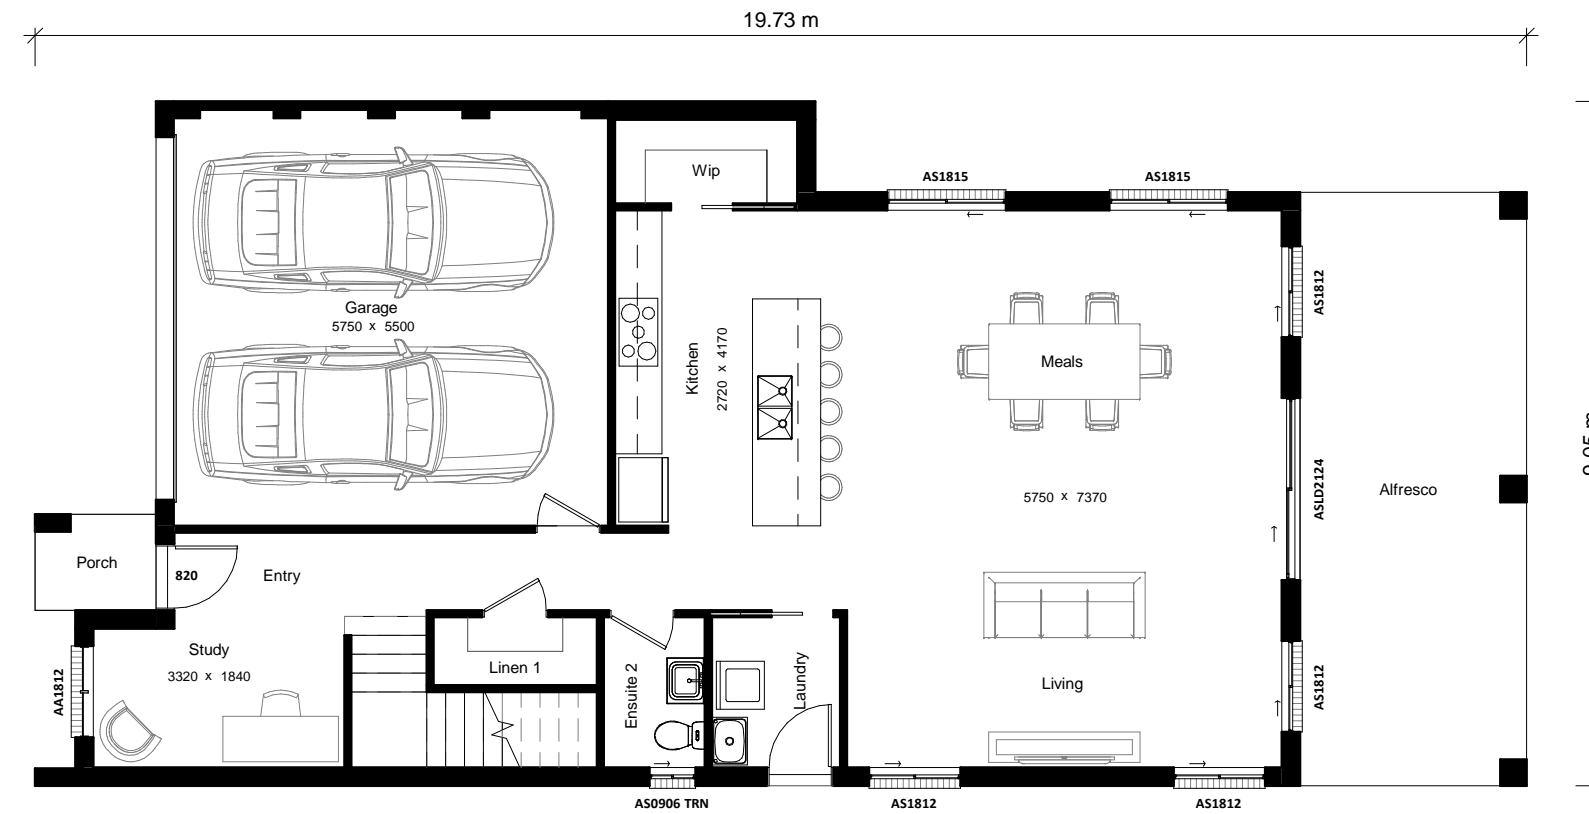 19.73 m
AS1815
AS1815
Wip
AS1812
Garage
5750 x 5500
Kitchen
2720 x 4170
Meals
ASLD2124
5750 x 7370
Alfresco
Porch
820
Entry
Study
3320 x 1840
AA1812
Linen 1
Ensuite 2
Laundry
Living
AS1812
AS0906 TRN
AS1812
AS1812